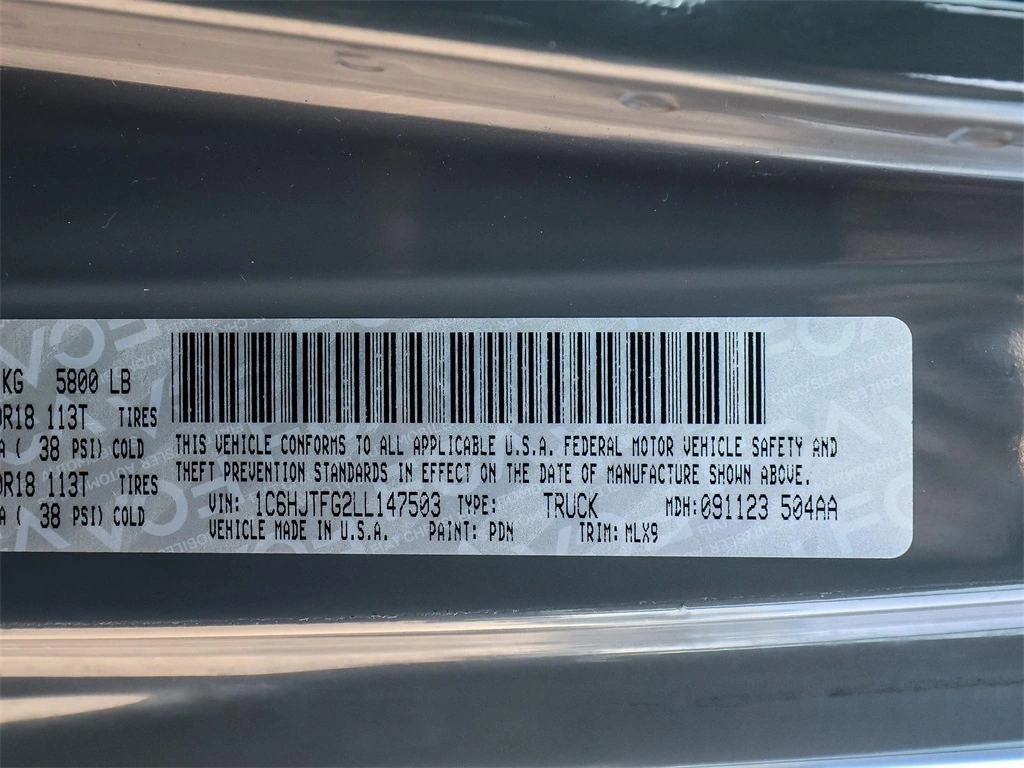 KG 5800 LB
0R18 113T TIRES
A ( 38 PSI) COLD
0R18 113T TIRES
A ( 38 PSI) COLD
THIS VEHICLE CONFORMS TO ALL APPLICABLE U.S.A. FEDERAL MOTOR VEHICLE SAFETY AND
THEFT PREVENTION STANDARDS IN EFFECT ON THE DATE OF MANUFACTURE SHOWN ABOVE.
VIN: 1C6HJTFG2LL147503 TYPE: TRUCK MDH:091123 504AA
VEHICLE MADE IN U.S.A. PAINT: PDN TRIM: MLX9